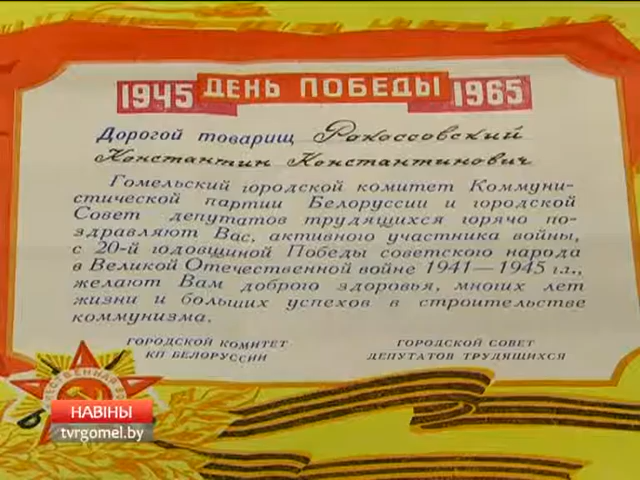 1945 ДЕНЬ ПОБЕДЫ 1965
Дорогой товарищ Рокоссовский
Константин Константинович
Гомельский городской комитет Коммуни-
стической партии Белоруссии и городской
Совет депутатов трудящихся горячо по-
здравляют Вас, активного участника войны,
с 20-й годовщиной Победы советского народа
в Великой Отечественной войне 1941—1945 г.г.,
желают Вам доброго здоровья, многих лет
жизни и больших успехов в строительстве
коммунизма.
ГОРОДСКОЙ КОМИТЕТ
КП БЕЛОРУССИИ
ГОРОДСКОЙ СОВЕТ
ДЕПУТАТОВ ТРУДЯЩИХСЯ
НАВІНЫ
tvrgomel.by